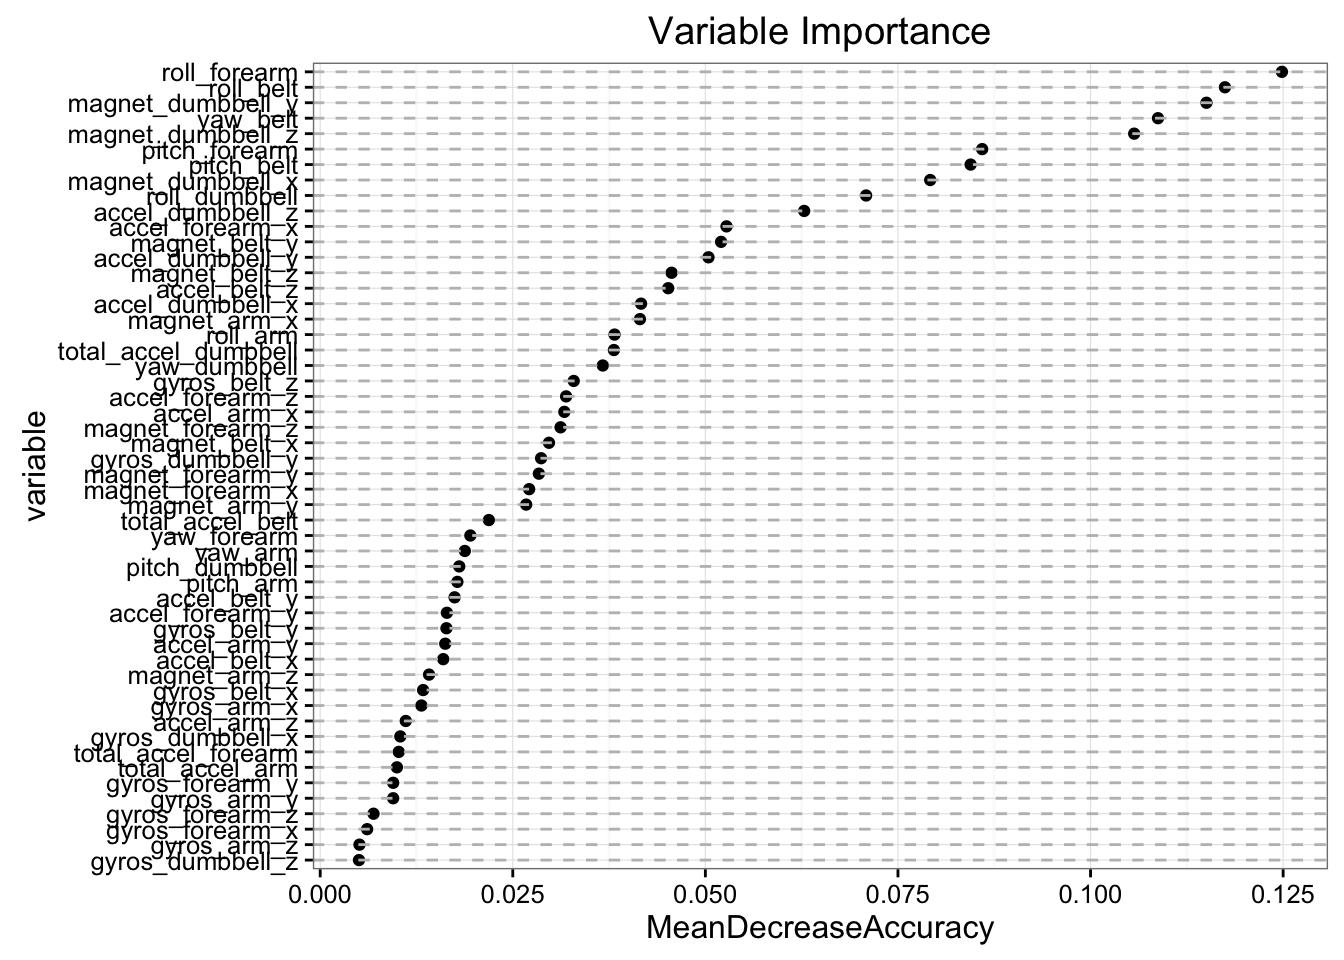 Variable Importance
roll_forearm
roll_belt
magnet_dumbbell_y
yaw_belt
magnet_dumbbell_z
pitch_forearm
pitch_belt
magnet_dumbbell_x
roll_dumbbell
accel_dumbbell_z
accel_forearm_x
magnet_belt_y
accel_dumbbell_y
magnet_belt_z
accel_belt_z
accel_dumbbell_x
magnet_arm_x
roll_arm
total_accel_dumbbell
yaw_dumbbell
gyros_belt_z
accel_forearm_z
accel_arm_x
magnet_forearm_z
magnet_belt_x
gyros_dumbbell_y
magnet_forearm_y
magnet_forearm_x
magnet_arm_y
total_accel_belt
yaw_forearm
yaw_arm
pitch_dumbbell
pitch_arm
accel_belt_y
accel_forearm_y
gyros_belt_y
accel_arm_y
accel_belt_x
magnet_arm_z
gyros_belt_x
gyros_arm_x
accel_arm_z
gyros_dumbbell_x
total_accel_forearm
total_accel_arm
gyros_forearm_y
gyros_arm_y
gyros_forearm_z
gyros_forearm_x
gyros_arm_z
gyros_dumbbell_z
variable
0.000 0.025 0.050 0.075 0.100 0.125
MeanDecreaseAccuracy